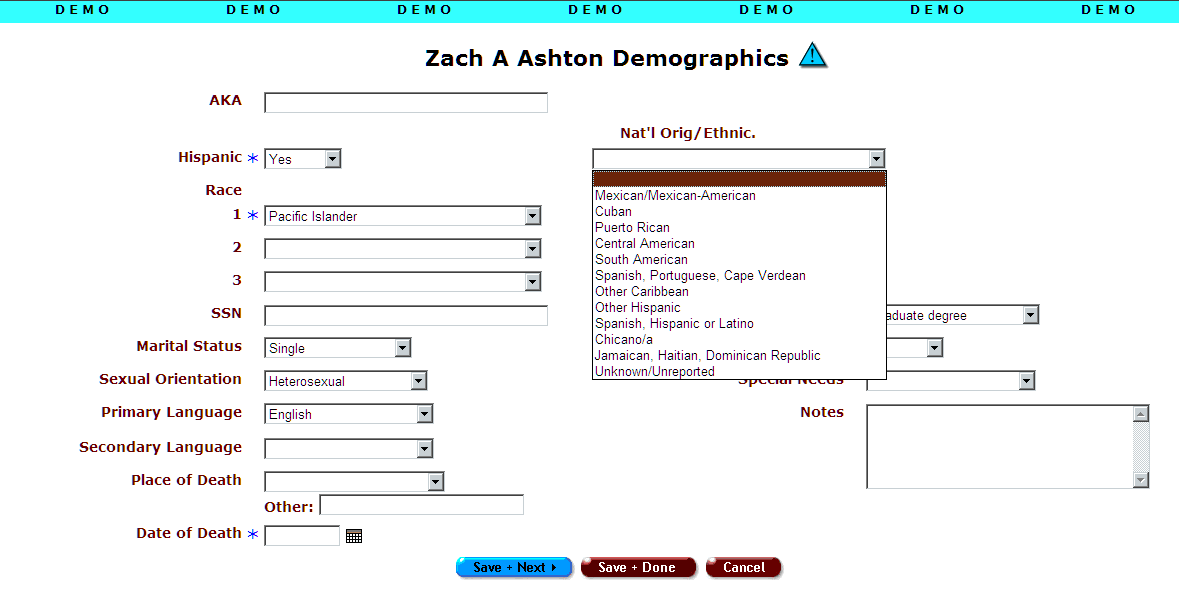 DEMO DEMO DEMO DEMO DEMO DEMO DEMO
Zach A Ashton Demographics
AKA
Nat'l Orig/Ethnic.
Hispanic * Yes
Race
1 * Pacific Islander
2
3
Mexican/Mexican-American
Cuban
Puerto Rican
Central American
South American
Spanish, Portuguese, Cape Verdean
Other Caribbean
Other Hispanic
Spanish, Hispanic or Latino
Chicano/a
Jamaican, Haitian, Dominican Republic
Unknown/Unreported
SSN
aduate degree
Marital Status Single
Sexual Orientation Heterosexual
Special Needs
Primary Language English
Notes
Secondary Language
Place of Death
Other:
Date of Death *
Save + Next Save + Done Cancel